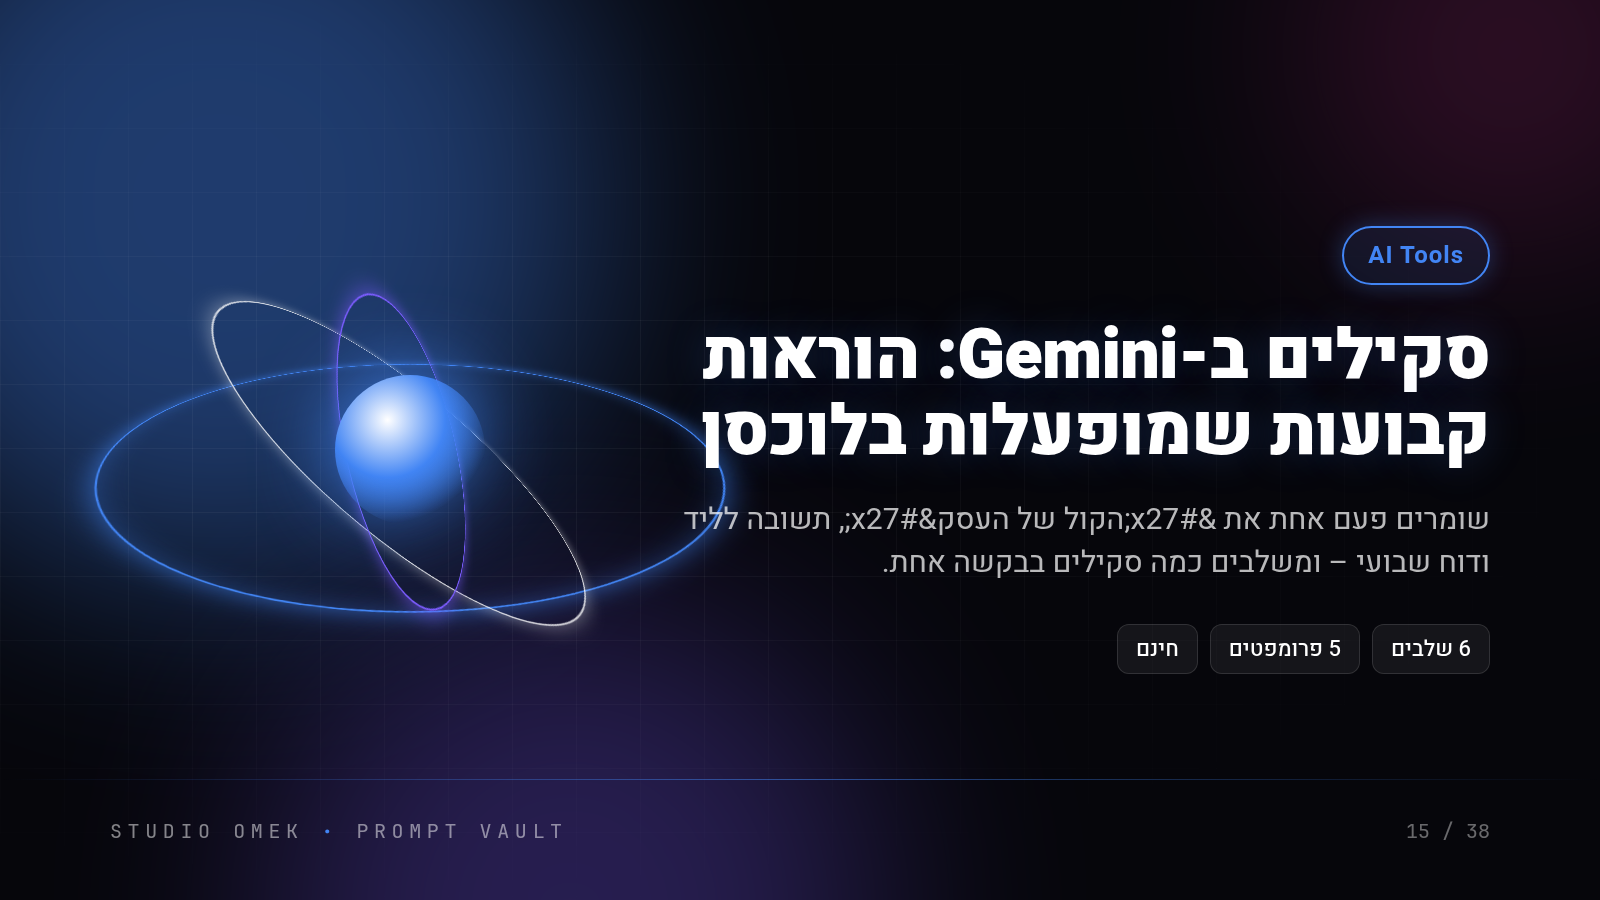 AI Tools
סקילים ב-Gemini: הוראות
קבועות שמופעלות בלוכסן
שומרים פעם אחת את &#x27;הקול של העסק&#x27;, תשובה לליד
ודוח שבועי – ומשלבים כמה סקילים בבקשה אחת.
6 שלבים
5 פרומפטים
חינם
STUDIO OMEK • PROMPT VAULT
15 / 38